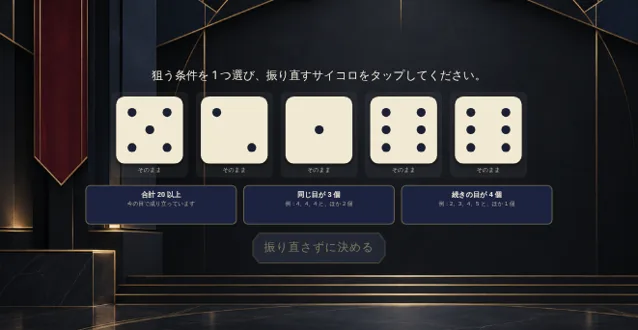 狙う条件を1つ選び、振り直すサイコロをタップしてください。
そのまま
そのまま
そのまま
そのまま
そのまま
合計 20 以上
今の目で成り立っています
同じ目が 3 個
例：4、4、4 と、ほか 2 個
続きの目が 4 個
例：2、3、4、5 と、ほか 1 個
振り直さずに決める